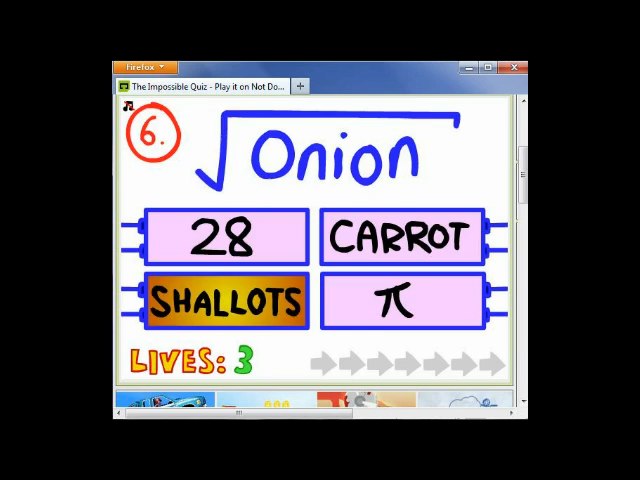 Firefox
The Impossible Quiz - Play it on Not Do...
6.
√Onion
28
CARROT
SHALLOTS
π
LIVES: 3